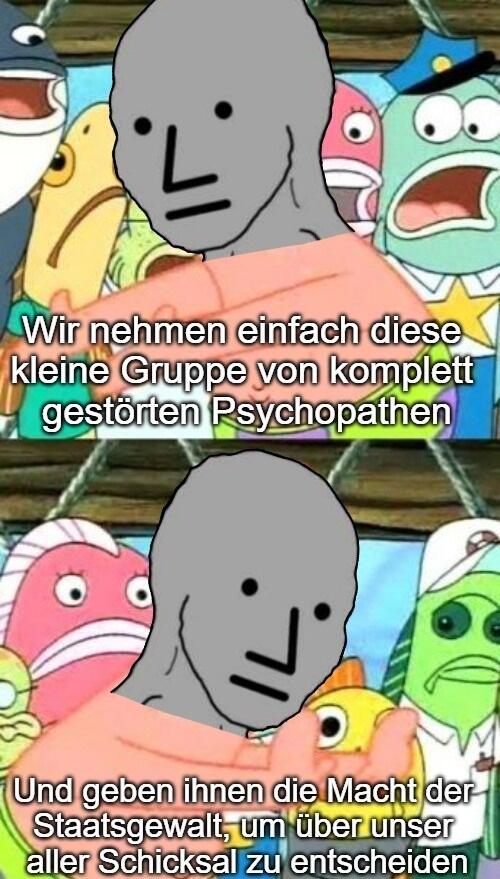 Wir nehmen einfach diese
kleine Gruppe von komplett
gestörten Psychopathen
Und geben ihnen die Macht der
Staatsgewalt, um über unser
aller Schicksal zu entscheiden